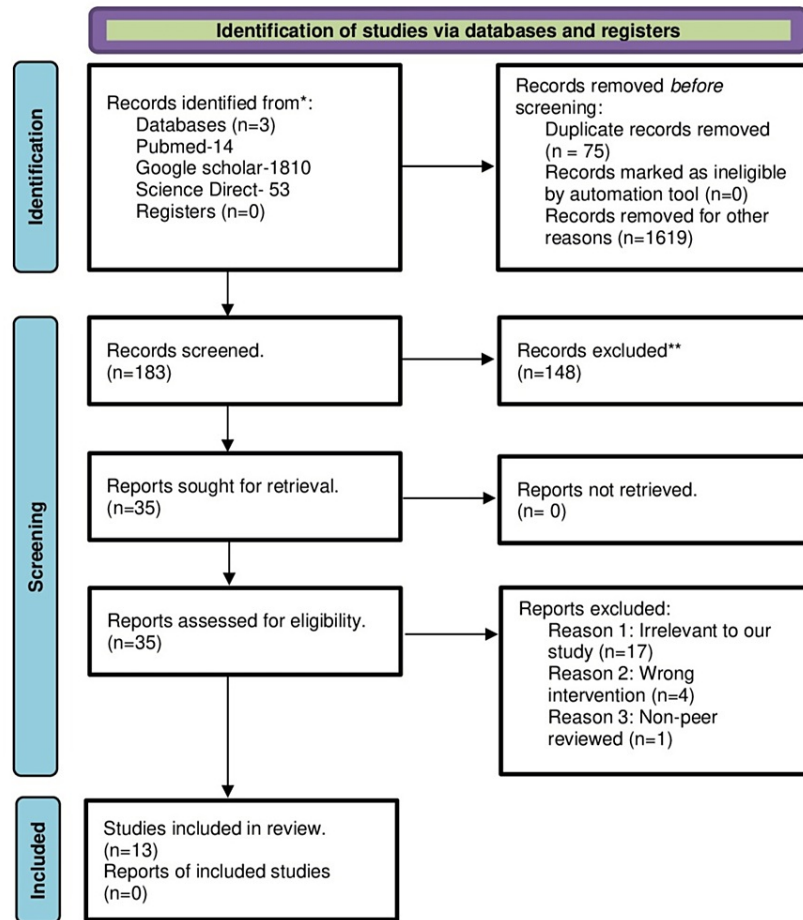 Identification of studies via databases and registers
Identification
Records identified from*:
Databases (n=3)
Pubmed-14
Google scholar-1810
Science Direct- 53
Registers (n=0)
Records removed before
screening:
Duplicate records removed
(n = 75)
Records marked as ineligible
by automation tool (n=0)
Records removed for other
reasons (n=1619)
Screening
Records screened.
(n=183)
Records excluded**
(n=148)
Reports sought for retrieval.
(n=35)
Reports not retrieved.
(n= 0)
Reports assessed for eligibility.
(n=35)
Reports excluded:
Reason 1: Irrelevant to our
study (n=17)
Reason 2: Wrong
intervention (n=4)
Reason 3: Non-peer
reviewed (n=1)
Included
Studies included in review.
(n=13)
Reports of included studies
(n=0)